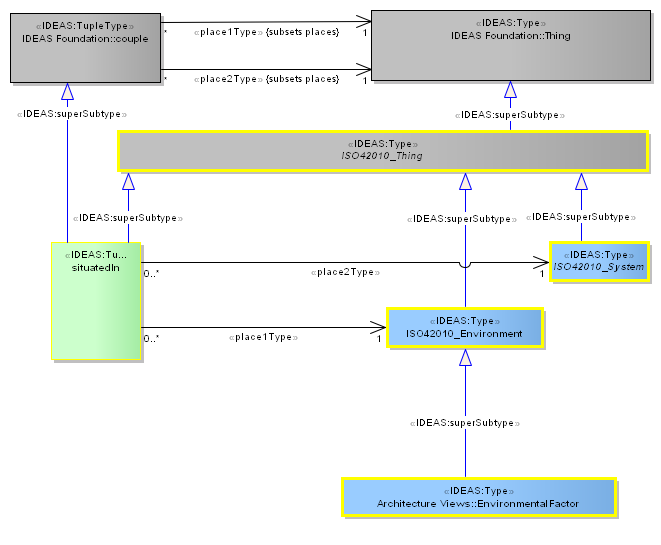 «IDEAS:TupleType»
IDEAS Foundation::couple
«place1Type» {subsets places}
*
1
«IDEAS:Type»
IDEAS Foundation::Thing
«place2Type» {subsets places}
*
1
«IDEAS:superSubtype»
«IDEAS:superSubtype»
«IDEAS:Type»
ISO42010_Thing
«IDEAS:superSubtype»
«IDEAS:superSubtype»
«IDEAS:superSubtype»
«IDEAS:Tu...
situatedIn
0..*
«place2Type»
1
«IDEAS:Type»
ISO42010_System
0..*
«place1Type»
1
«IDEAS:Type»
ISO42010_Environment
«IDEAS:superSubtype»
«IDEAS:Type»
Architecture Views::EnvironmentalFactor